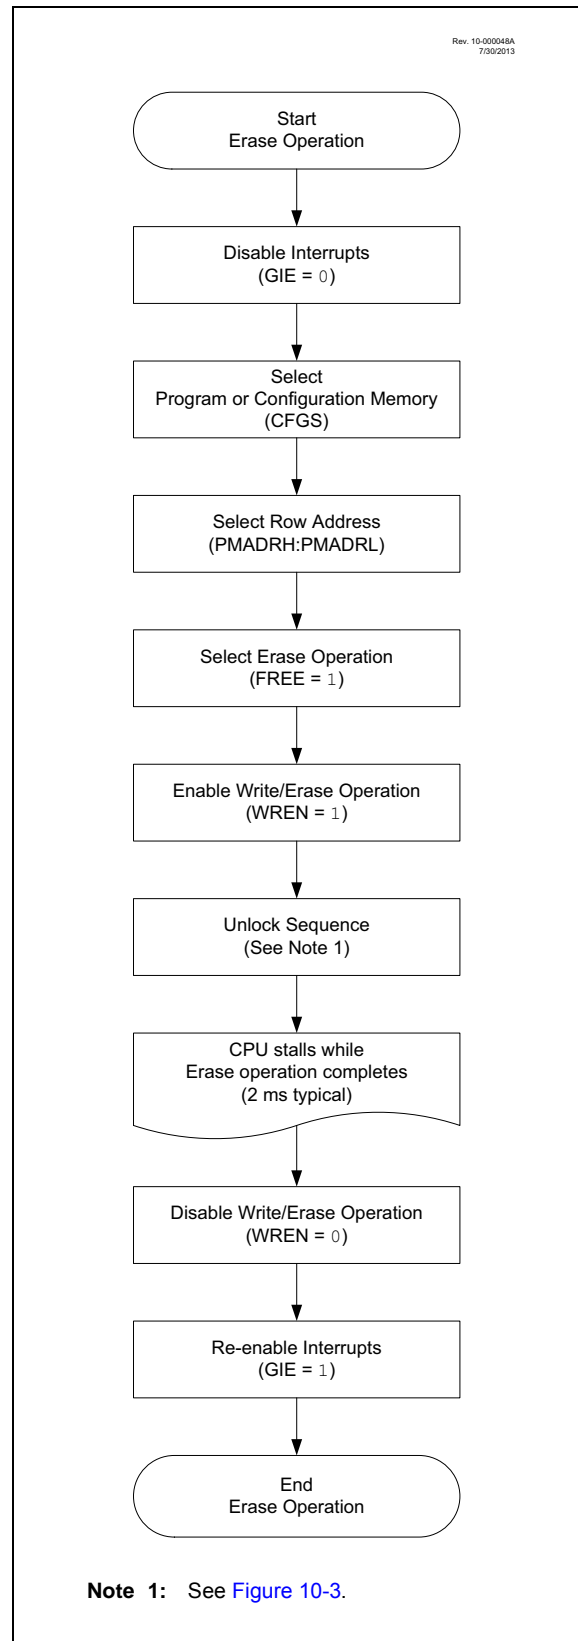 Rev. 10-000048A
7/30/2013
Start
Erase Operation
Disable Interrupts
(GIE = 0)
Select
Program or Configuration Memory
(CFGS)
Select Row Address
(PMADRH:PMADRL)
Select Erase Operation
(FREE = 1)
Enable Write/Erase Operation
(WREN = 1)
Unlock Sequence
(See Note 1)
CPU stalls while
Erase operation completes
(2 ms typical)
Disable Write/Erase Operation
(WREN = 0)
Re-enable Interrupts
(GIE = 1)
End
Erase Operation
Note 1: See Figure 10-3.